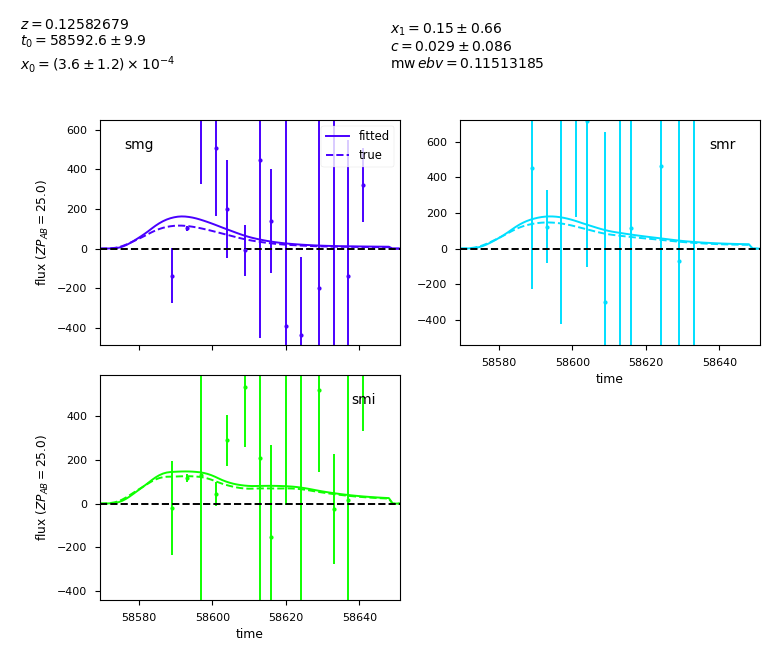 z = 0.12582679
t₀ = 58592.6 ± 9.9
x₀ = (3.6 ± 1.2) × 10⁻⁴
x₁ = 0.15 ± 0.66
c = 0.029 ± 0.086
mw ebv = 0.11513185
smg
fitted
true
600
400
200
0
−200
−400
flux (ZP_AB = 25.0)
smr
600
400
200
0
−200
−400
58580
58600
58620
58640
time
smi
400
200
0
−200
−400
flux (ZP_AB = 25.0)
58580
58600
58620
58640
time